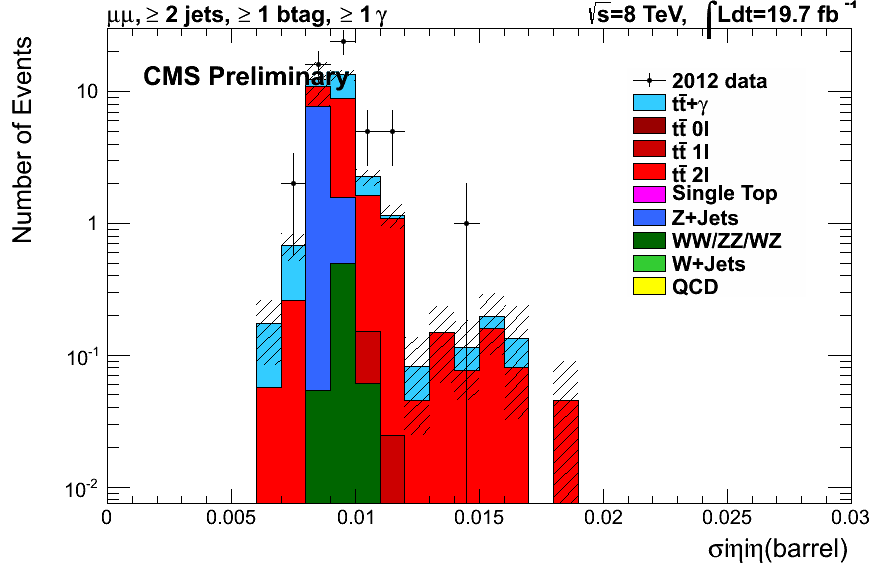 μμ, ≥ 2 jets, ≥ 1 btag, ≥ 1 γ
√s=8 TeV, ∫Ldt=19.7 fb⁻¹
CMS Preliminary
Number of Events
10
1
10⁻¹
10⁻²
2012 data
tt̄+γ
tt̄ 0l
tt̄ 1l
tt̄ 2l
Single Top
Z+Jets
WW/ZZ/WZ
W+Jets
QCD
0 0.005 0.01 0.015 0.02 0.025 0.03
σiηiη(barrel)